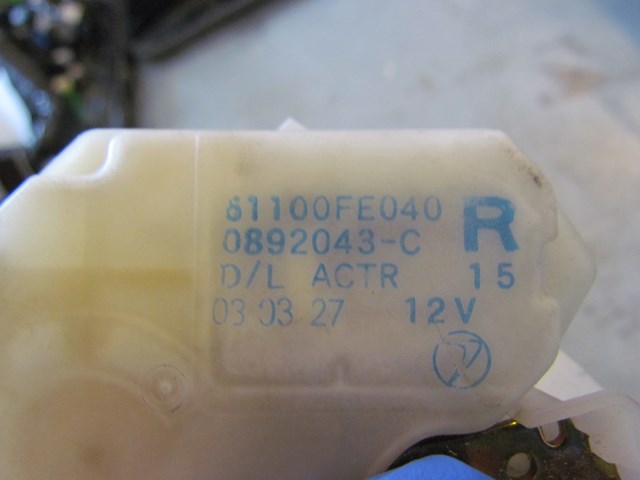 61100FE040 R
0892043-C
D/L ACTR 15
03 03 27 12V